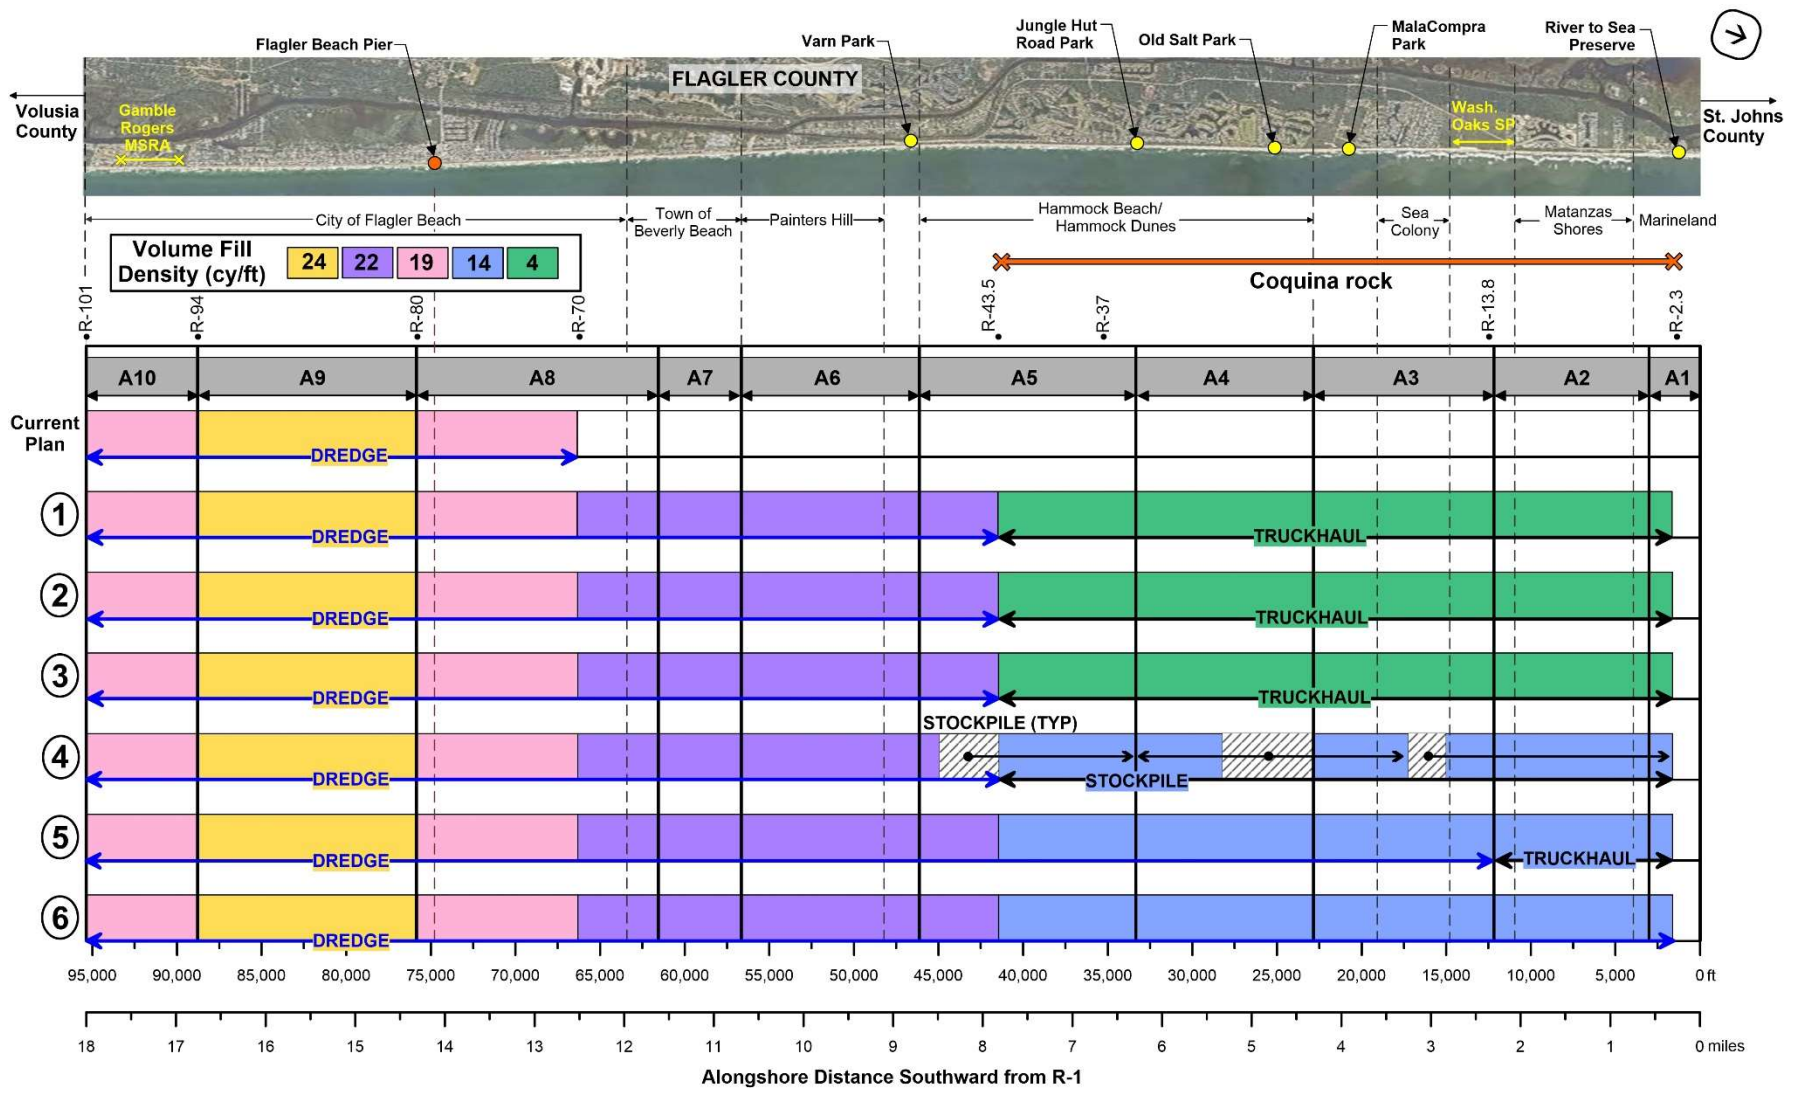 Flagler Beach Pier
Varn Park
Jungle Hut
Road Park
Old Salt Park
MalaCompra
Park
River to Sea
Preserve
FLAGLER COUNTY
Volusia
County
Gamble
Rogers
MSRA
Wash.
Oaks SP
St. Johns
County
City of Flagler Beach
Town of
Beverly Beach
Painters Hill
Hammock Beach/
Hammock Dunes
Sea
Colony
Matanzas
Shores
Marineland
Volume Fill
Density (cy/ft)
24 22 19 14 4
Coquina rock
R-101
R-94
R-80
R-70
R-43.5
R-37
R-13.8
R-2.3
A10 A9 A8 A7 A6 A5 A4 A3 A2 A1
Current
Plan
DREDGE
1
DREDGE TRUCKHAUL
2
DREDGE TRUCKHAUL
3
DREDGE TRUCKHAUL
STOCKPILE (TYP)
4
DREDGE STOCKPILE
5
DREDGE TRUCKHAUL
6
DREDGE
95,000 90,000 85,000 80,000 75,000 70,000 65,000 60,000 55,000 50,000 45,000 40,000 35,000 30,000 25,000 20,000 15,000 10,000 5,000 0 ft
18 17 16 15 14 13 12 11 10 9 8 7 6 5 4 3 2 1 0 miles
Alongshore Distance Southward from R-1